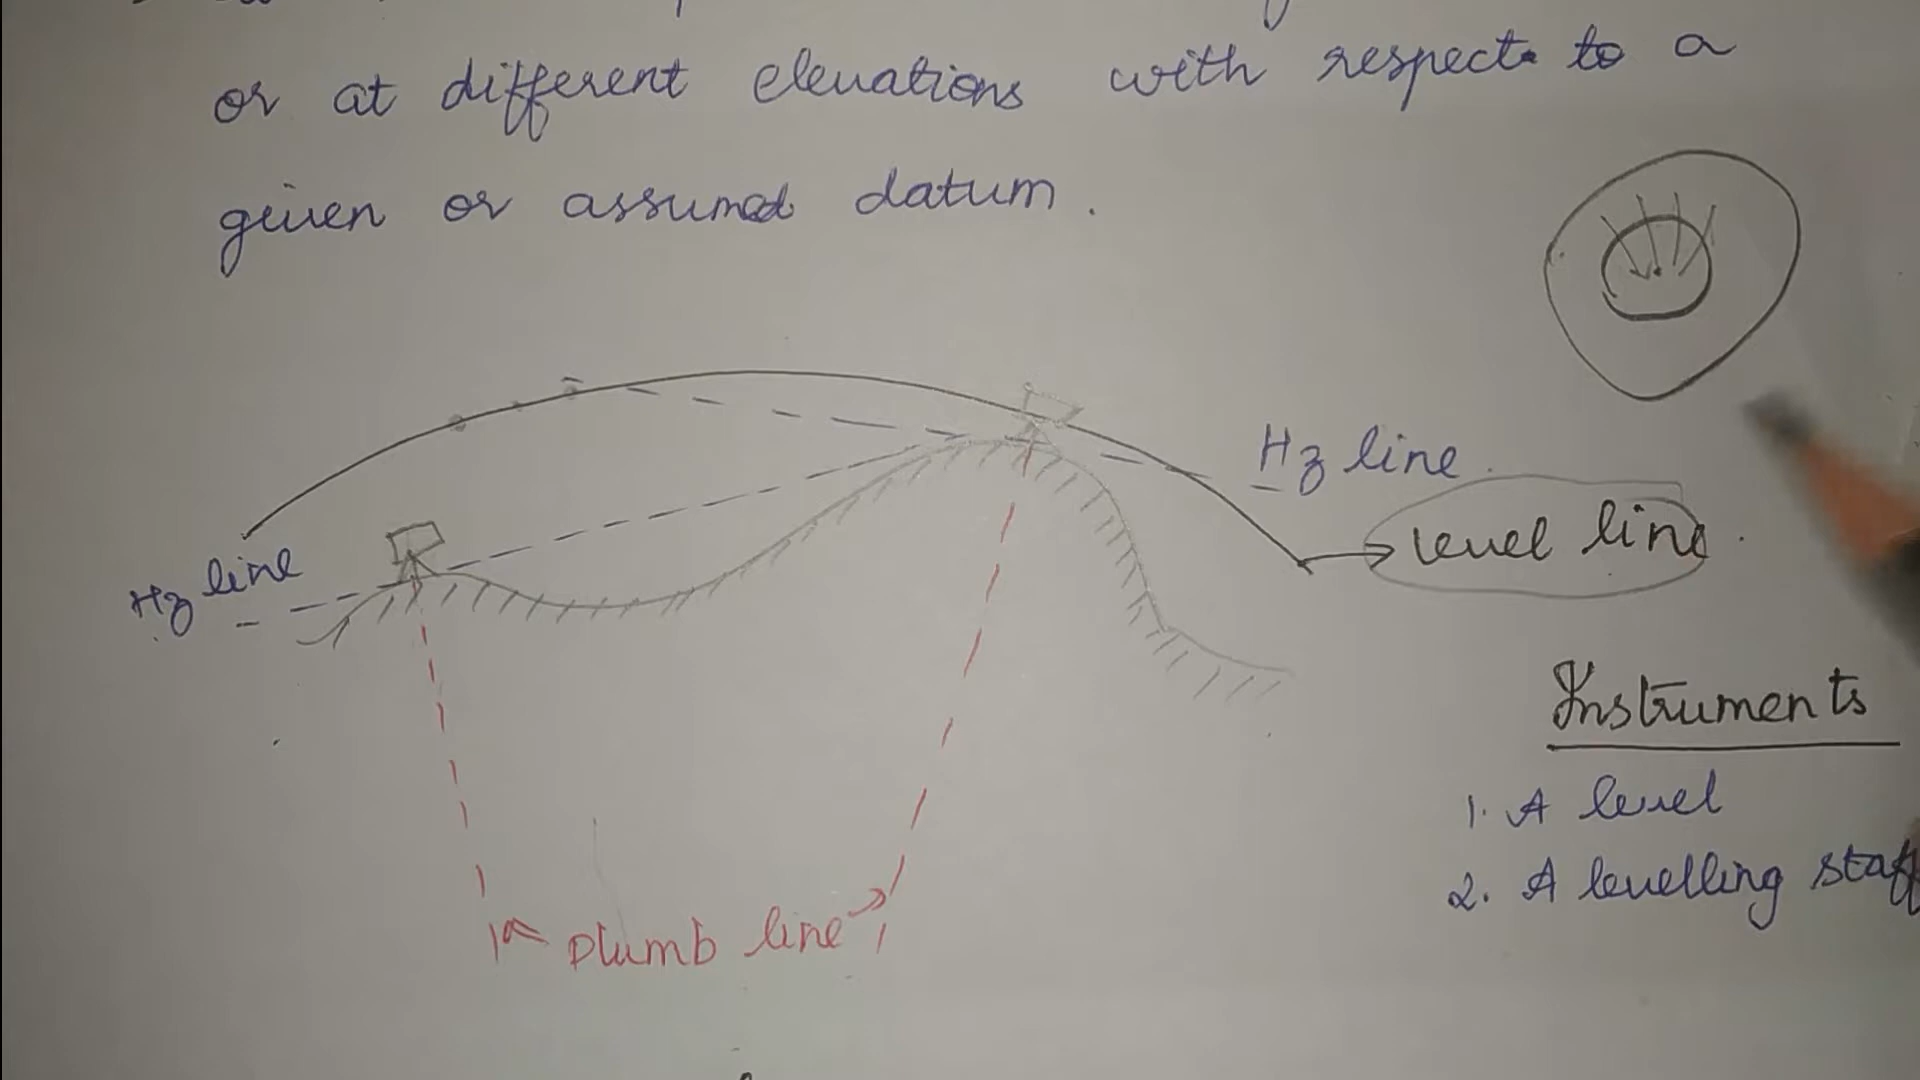 or at different elevations with respect to a
given or assumed datum.
Hz line
level line
Hz line
Instruments
1. A level
2. A levelling staff
plumb line